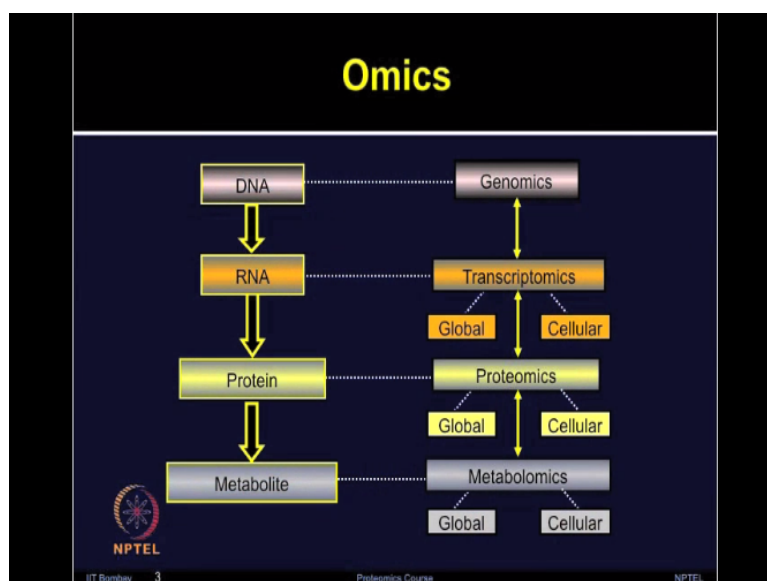 Omics
DNA
Genomics
RNA
Transcriptomics
Global
Cellular
Protein
Proteomics
Global
Cellular
Metabolite
Metabolomics
Global
Cellular
NPTEL
IIT Bombay 3 Proteomics Course NPTEL